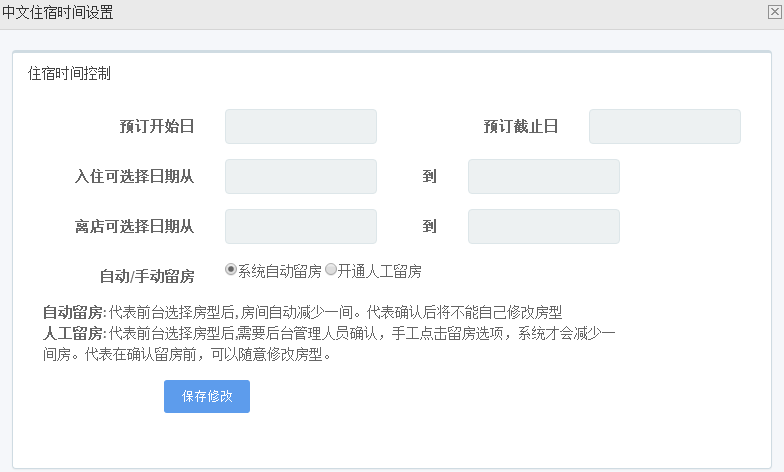 中文住宿时间设置
住宿时间控制
预订开始日 预订截止日
入住可选择日期从 到
离店可选择日期从 到
自动/手动留房 系统自动留房 开通人工留房
自动留房:代表前台选择房型后,房间自动减少一间。代表确认后将不能自己修改房型
人工留房:代表前台选择房型后,需要后台管理人员确认，手工点击留房选项，系统才会减少一
间房。代表在确认留房前，可以随意修改房型。
保存修改